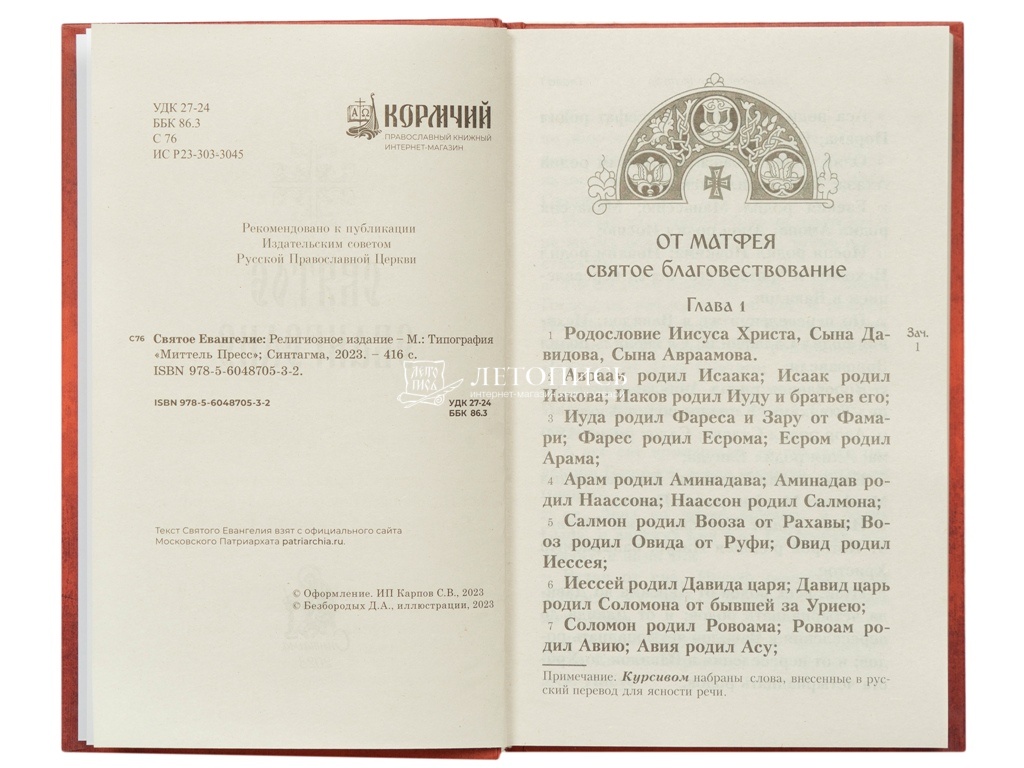 УДК 27-24
ББК 86.3
С 76
ИС Р23-303-3045
КОРМЧИЙ
ПРАВОСЛАВНЫЙ КНИЖНЫЙ
ИНТЕРНЕТ-МАГАЗИН
Рекомендовано к публикации
Издательским советом
Русской Православной Церкви
С76 Святое Евангелие: Религиозное издание – М.: Типография
«Миттель Пресс»; Синтагма, 2023. – 416 с.
ISBN 978-5-6048705-3-2.
ISBN 978-5-6048705-3-2
УДК 27-24
ББК 86.3
Текст Святого Евангелия взят с официального сайта
Московского Патриархата patriarchia.ru.
© Оформление. ИП Карпов С.В., 2023
© Безбородых Д.А., иллюстрации, 2023
ОТ МАТФЕЯ
СВЯТОЕ БЛАГОВЕСТВОВАНИЕ
Глава 1
1 Родословие Иисуса Христа, Сына Да-
видова, Сына Авраамова.
Зач.
1
2 Авраам родил Исаака; Исаак родил
Иакова; Иаков родил Иуду и братьев его;
3 Иуда родил Фареса и Зару от Фама-
ри; Фарес родил Есрома; Есром родил
Арама;
4 Арам родил Аминадава; Аминадав ро-
дил Наассона; Наассон родил Салмона;
5 Салмон родил Вооза от Рахавы; Во-
оз родил Овида от Руфи; Овид родил
Иессея;
6 Иессей родил Давида царя; Давид царь
родил Соломона от бывшей за Уриею;
7 Соломон родил Ровоама; Ровоам ро-
дил Авию; Авия родил Асу;
Примечание. Курсивом набраны слова, внесенные в рус-
ский перевод для ясности речи.
ЛЕТОПИСЬ
ЛЕТОПИСЬ
интернет-магазин